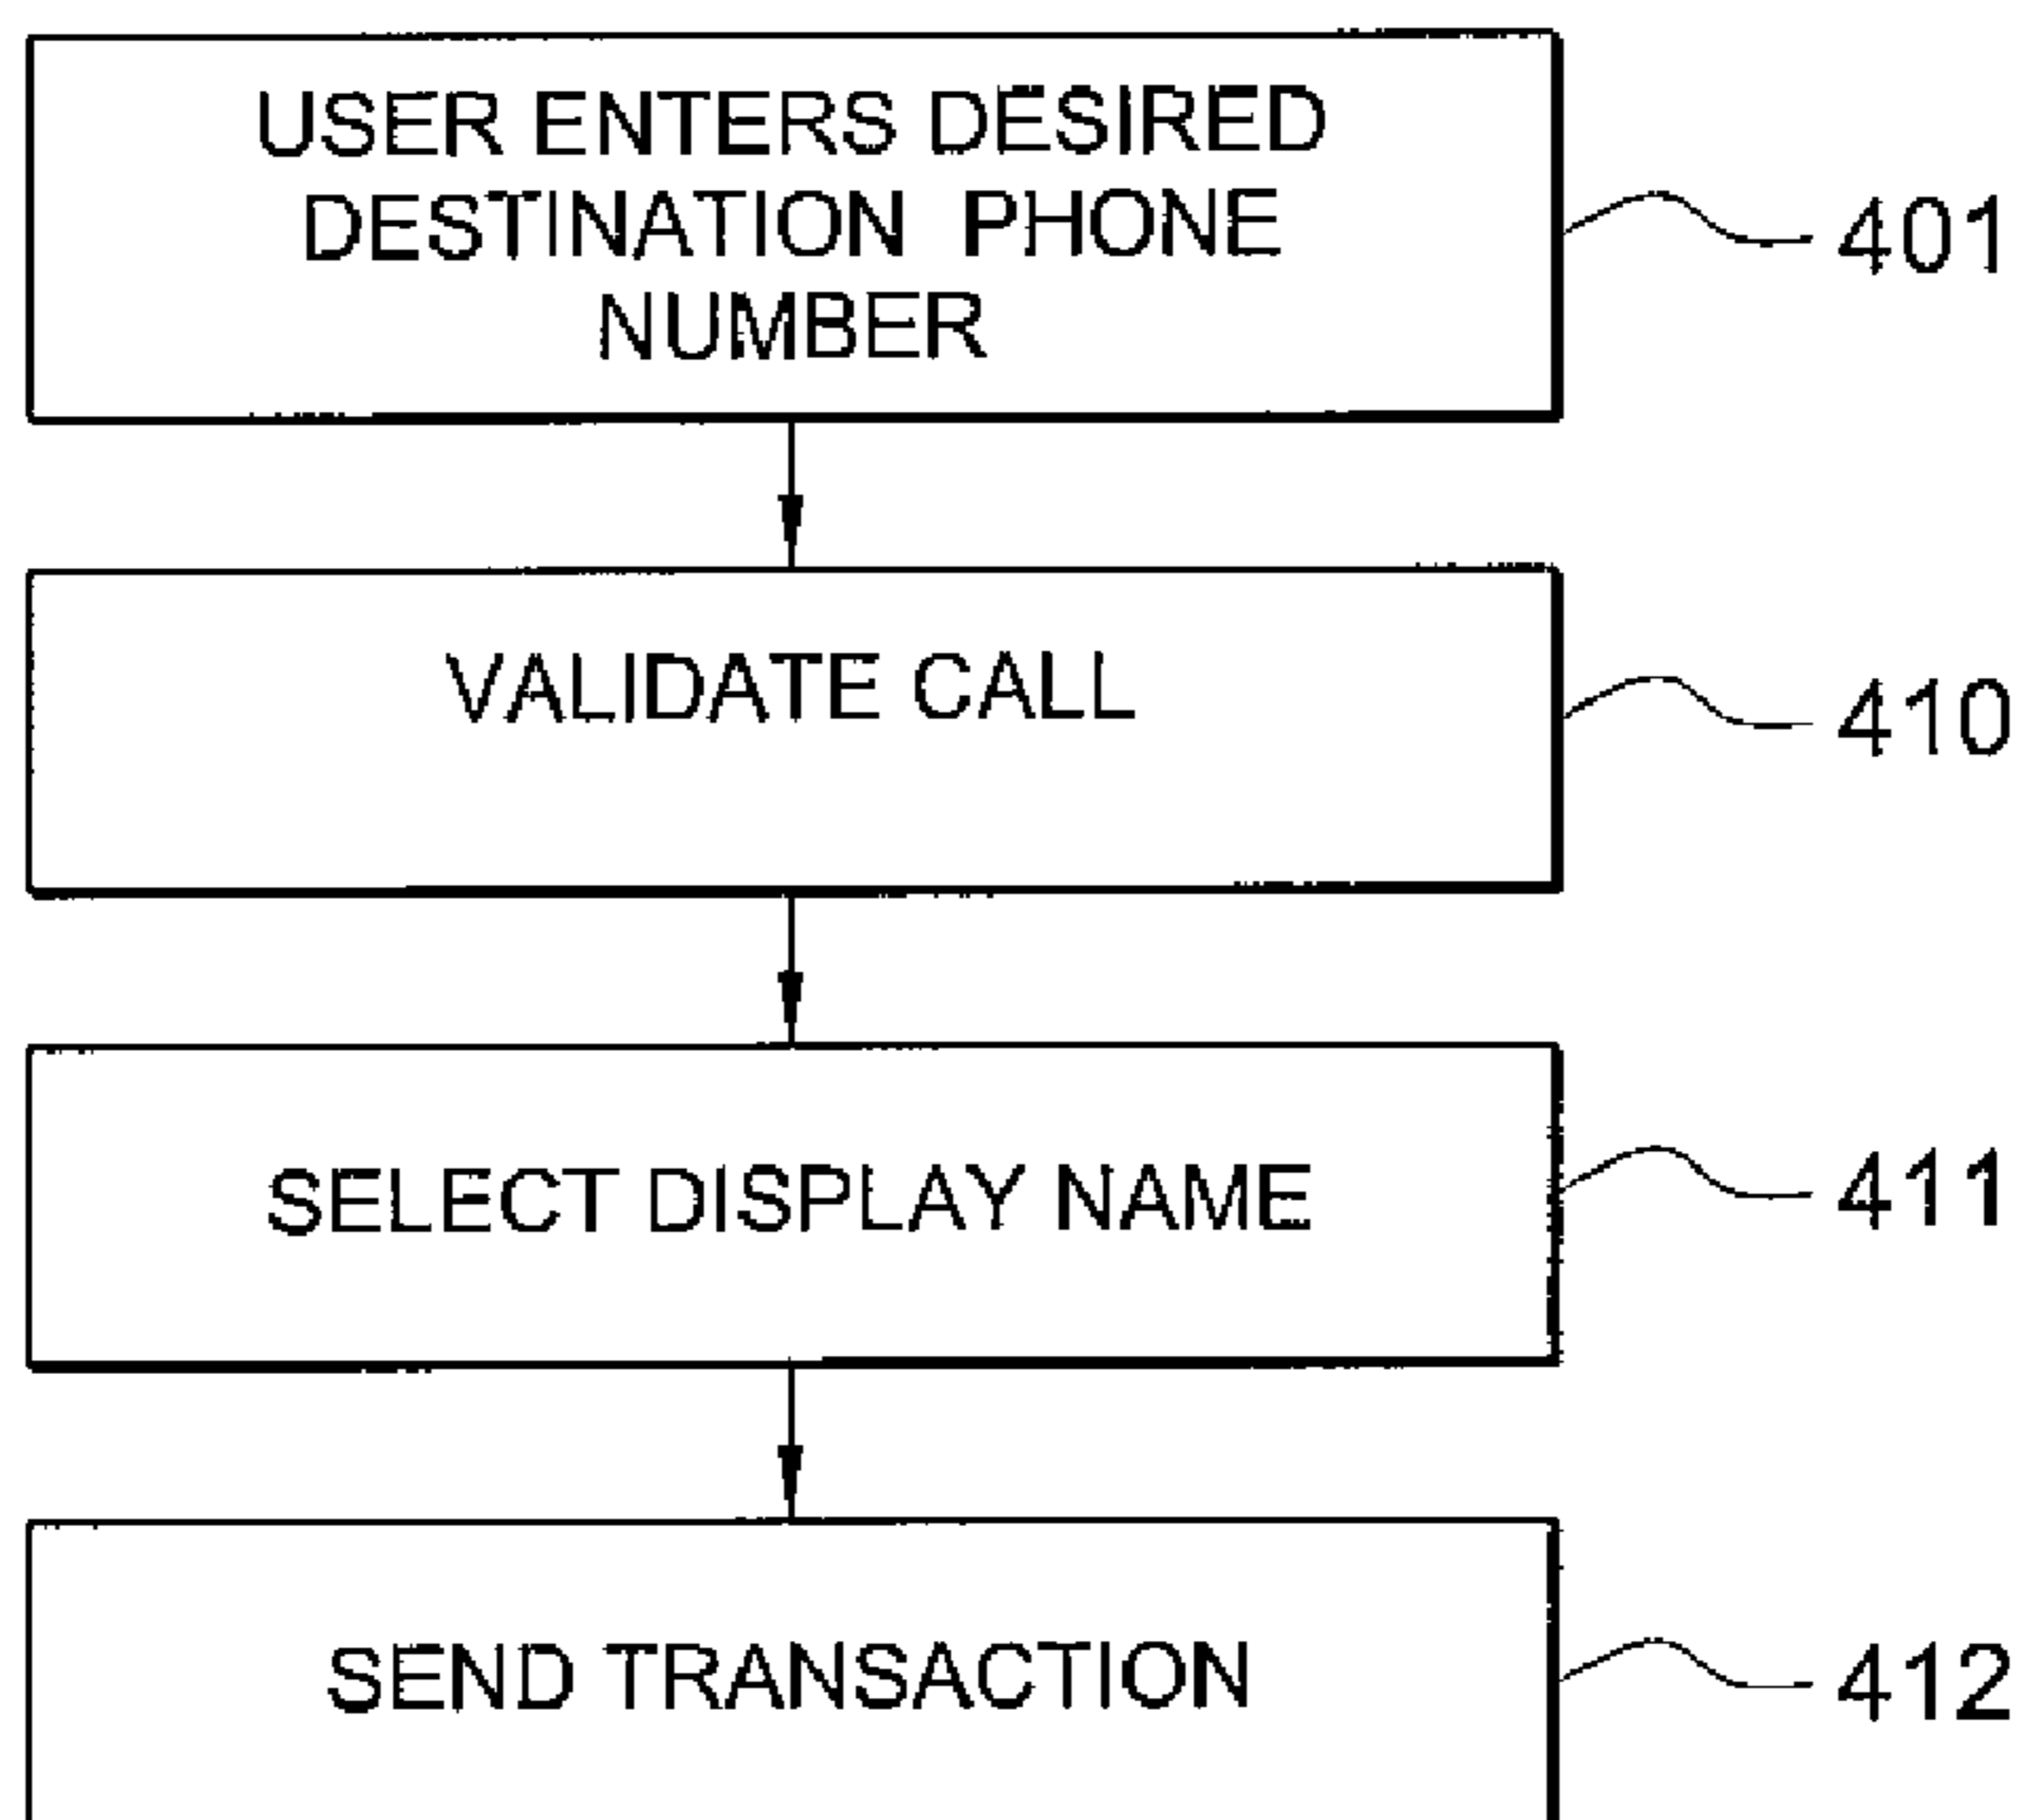 USER ENTERS DESIRED
DESTINATION PHONE
NUMBER
401
VALIDATE CALL
410
SELECT DISPLAY NAME
411
SEND TRANSACTION
412